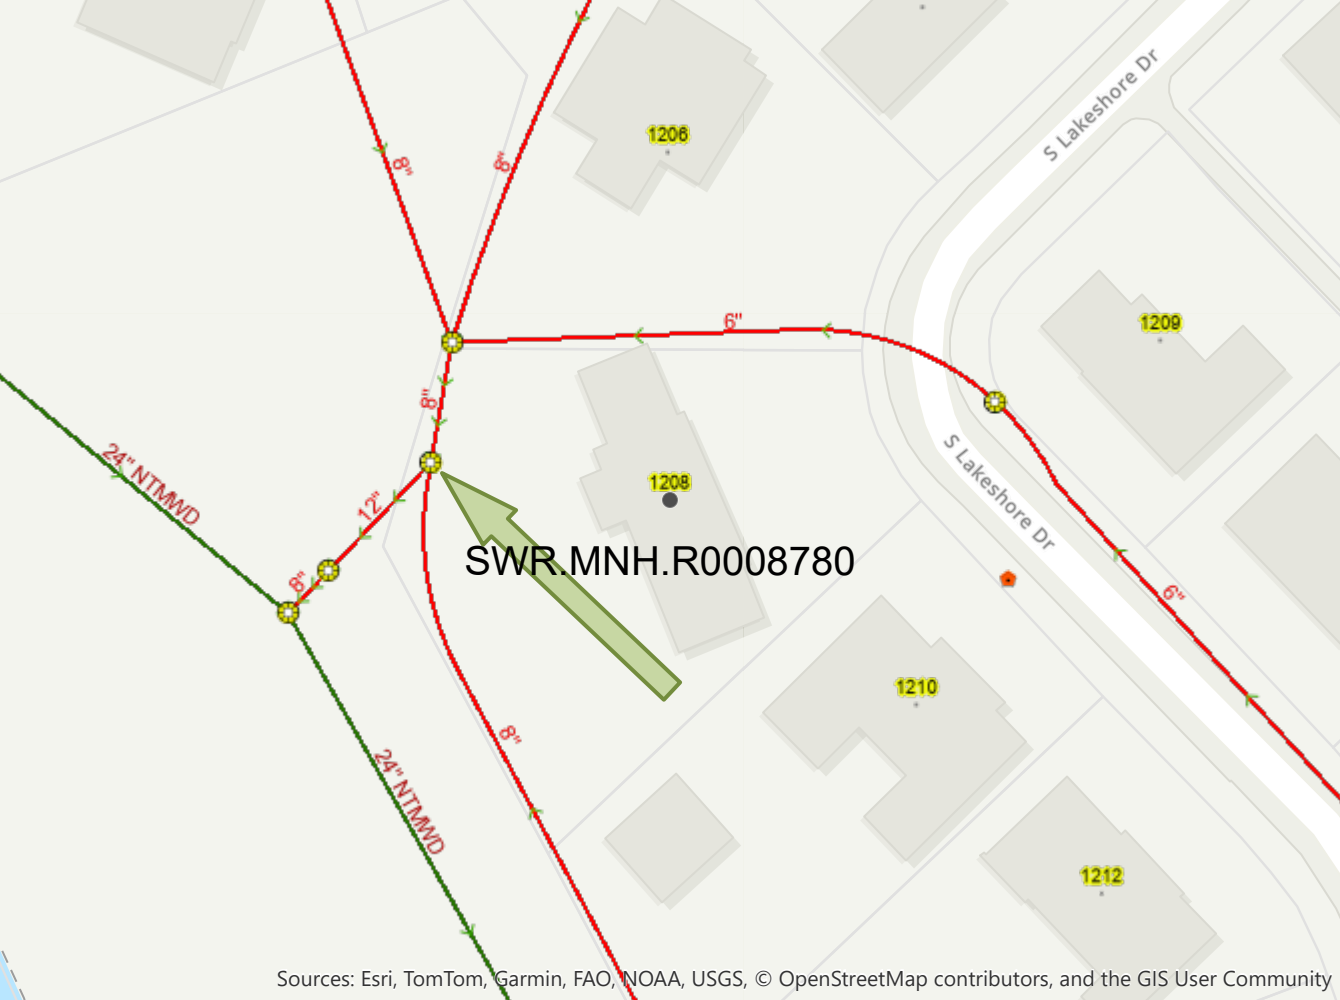 1206
S Lakeshore Dr
8"
8"
6"
1209
8"
24" NTMWD
12"
1208
S Lakeshore Dr
SWR.MNH.R0008780
8"
6"
1210
8"
24" NTMWD
1212
Sources: Esri, TomTom, Garmin, FAO, NOAA, USGS, © OpenStreetMap contributors, and the GIS User Community